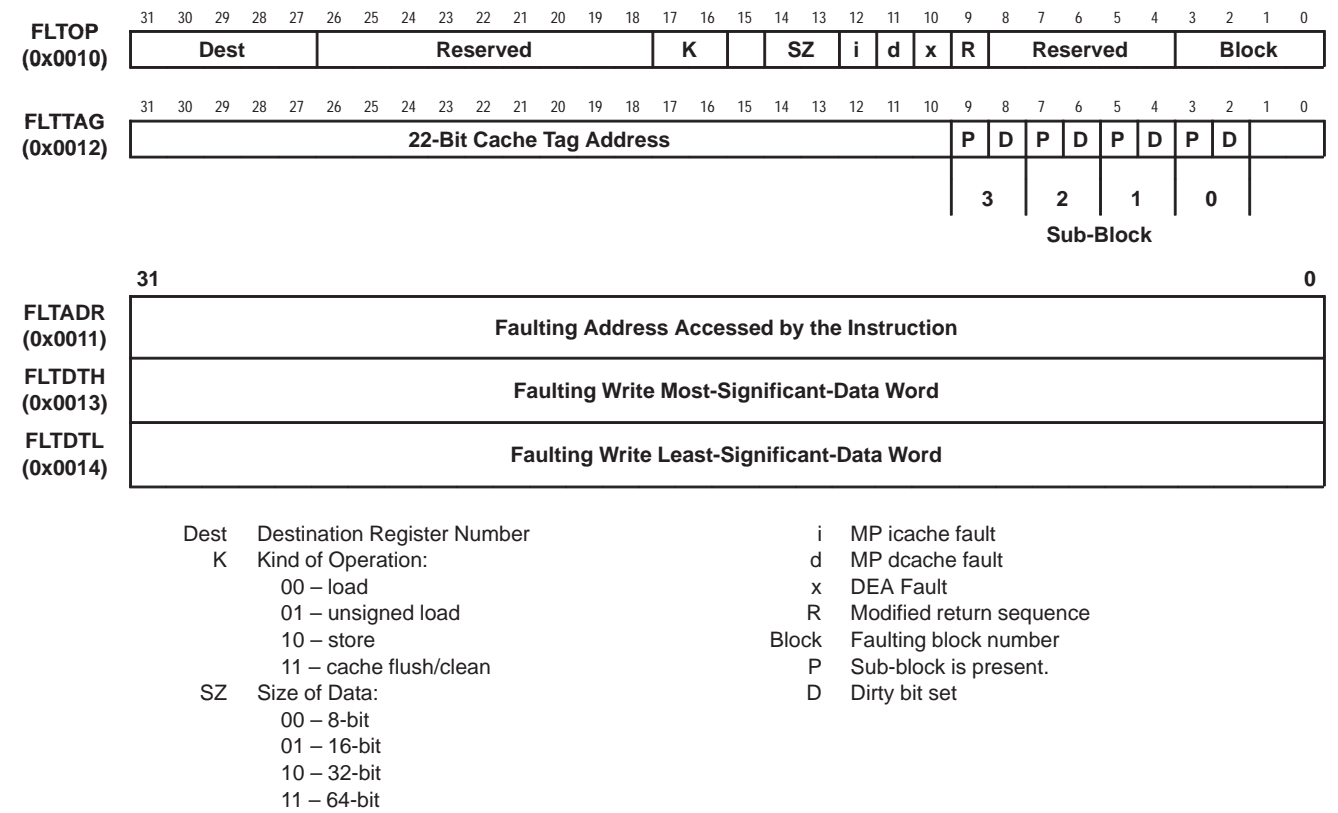 31 30 29 28 27 26 25 24 23 22 21 20 19 18 17 16 15 14 13 12 11 10 9 8 7 6 5 4 3 2 1 0
FLTOP
(0x0010)
Dest Reserved K SZ i d x R Reserved Block
31 30 29 28 27 26 25 24 23 22 21 20 19 18 17 16 15 14 13 12 11 10 9 8 7 6 5 4 3 2 1 0
FLTTAG
(0x0012)
22-Bit Cache Tag Address P D P D P D P D
3 2 1 0
Sub-Block
31 0
FLTADR
(0x0011)
Faulting Address Accessed by the Instruction
FLTDTH
(0x0013)
Faulting Write Most-Significant-Data Word
FLTDTL
(0x0014)
Faulting Write Least-Significant-Data Word
Dest Destination Register Number
K Kind of Operation:
00 – load
01 – unsigned load
10 – store
11 – cache flush/clean
SZ Size of Data:
00 – 8-bit
01 – 16-bit
10 – 32-bit
11 – 64-bit
i MP icache fault
d MP dcache fault
x DEA Fault
R Modified return sequence
Block Faulting block number
P Sub-block is present.
D Dirty bit set